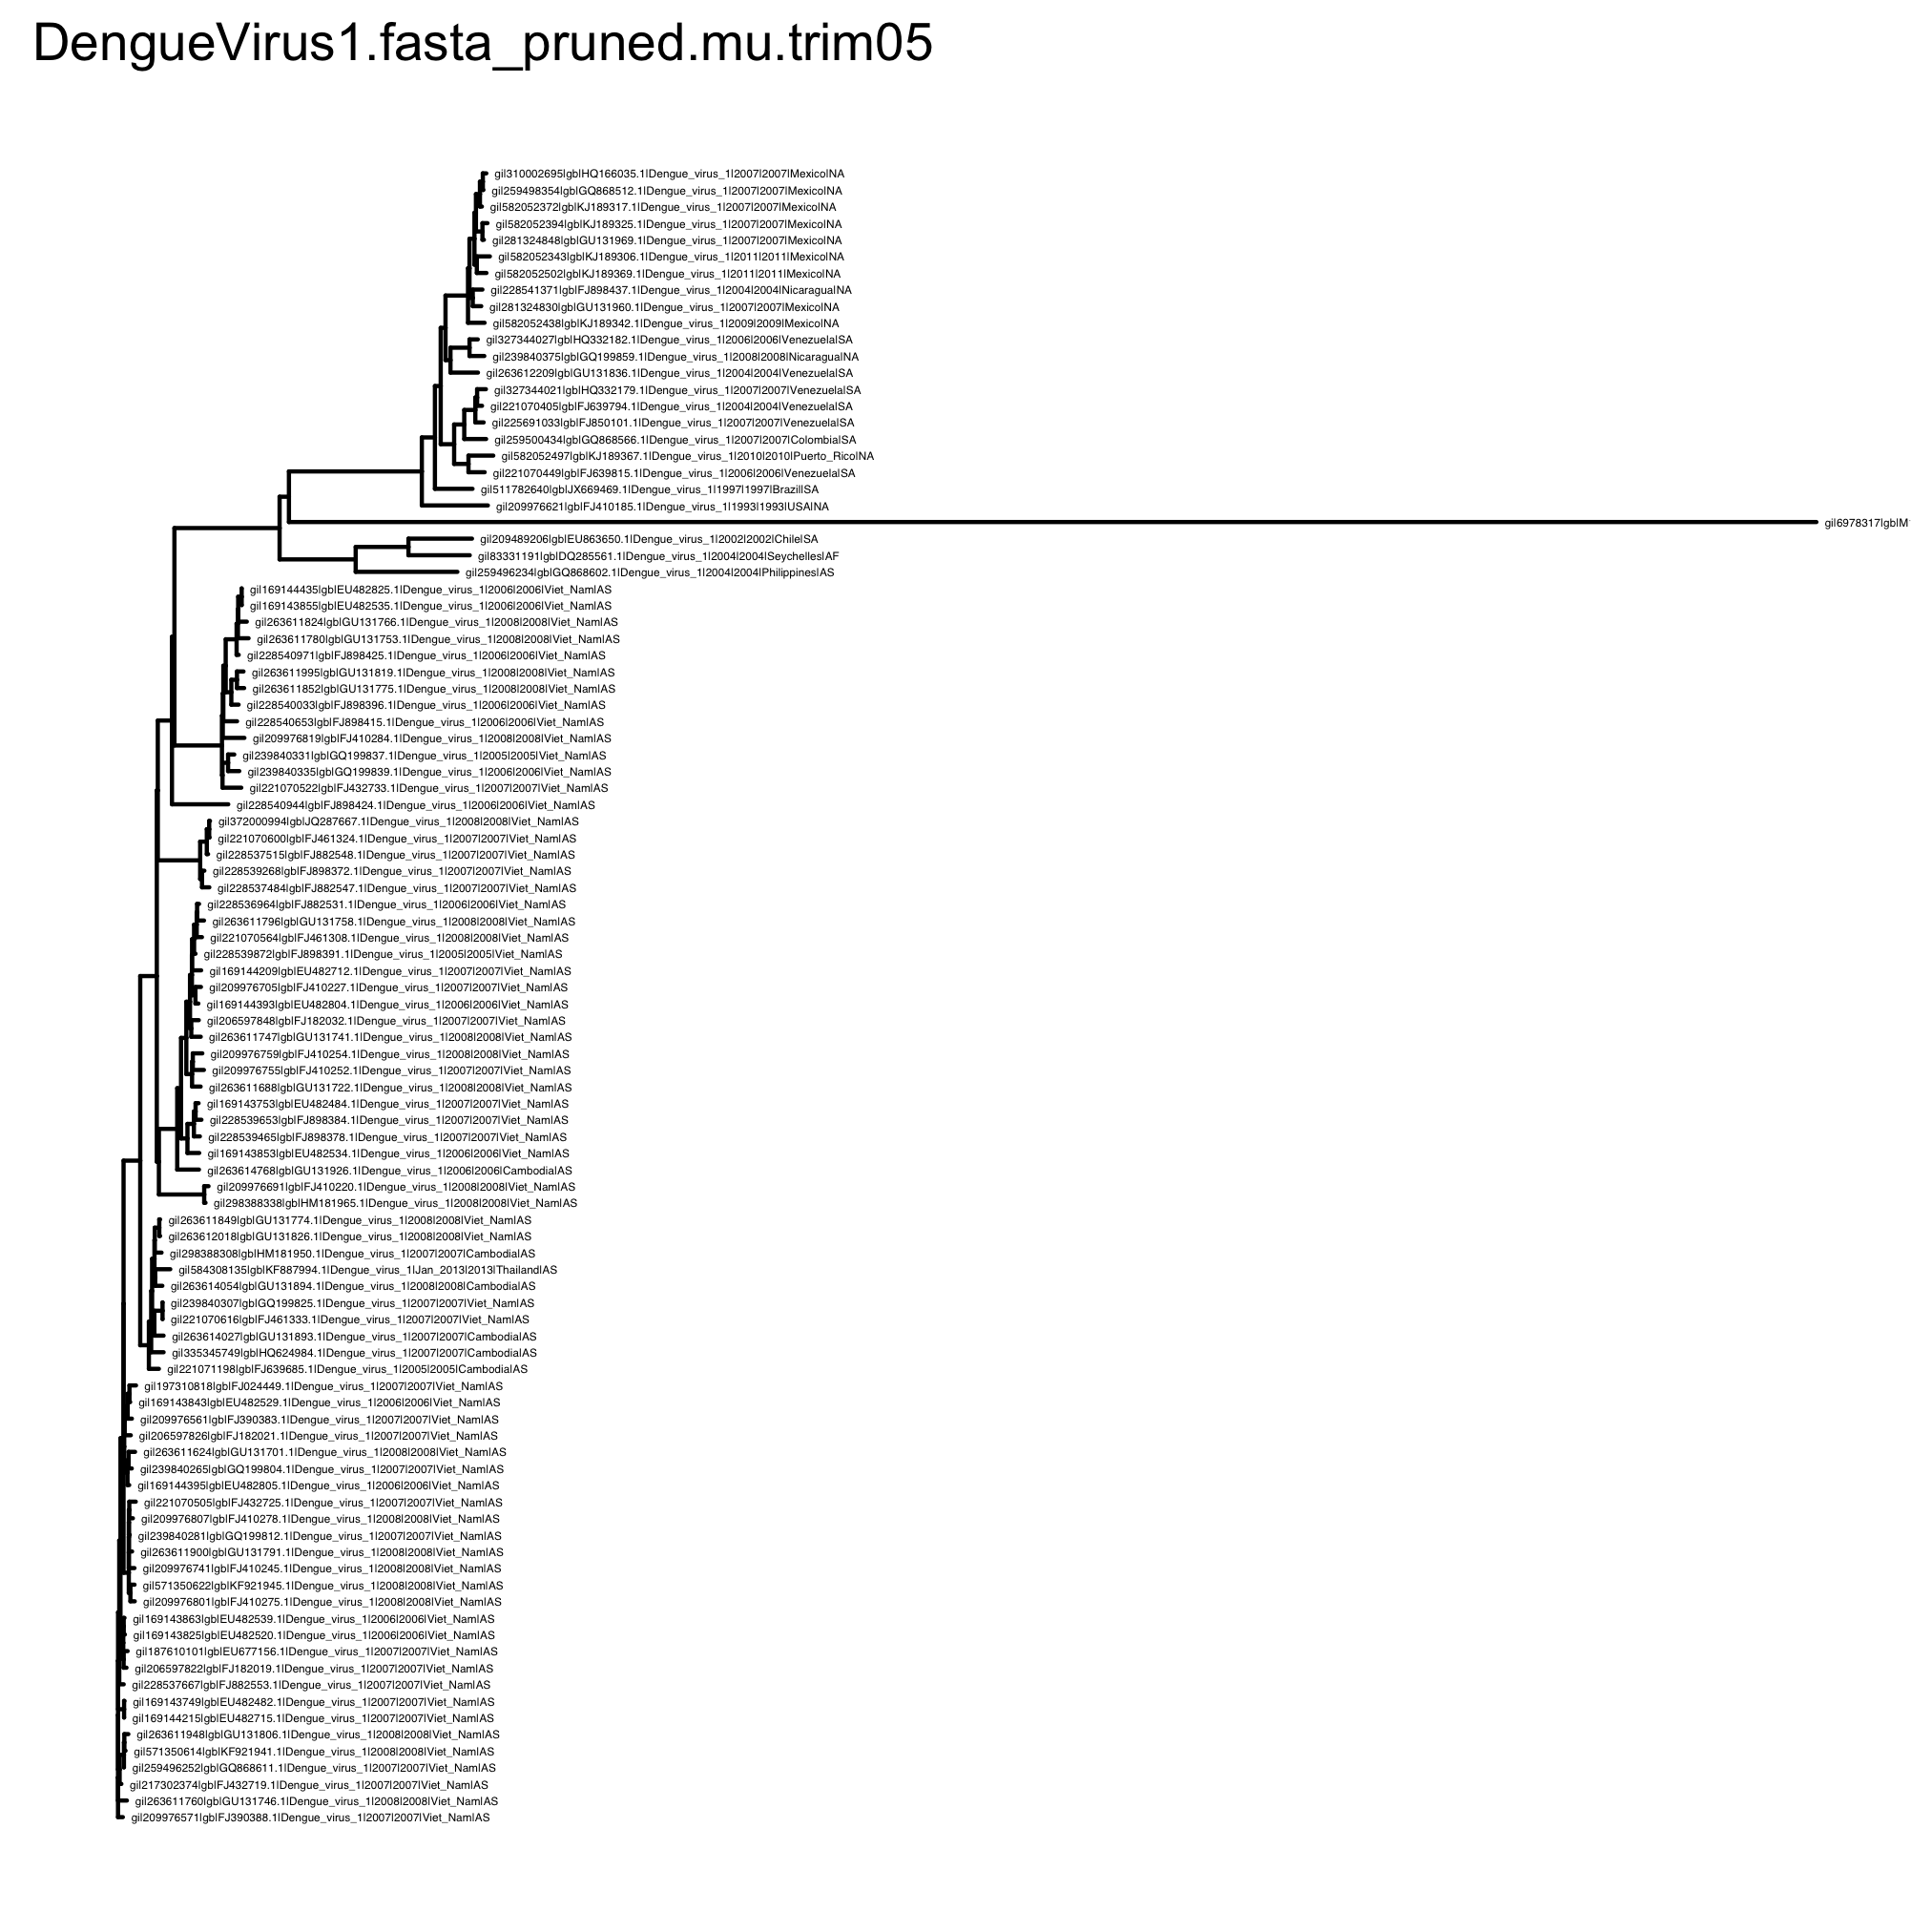 DengueVirus1.fasta_pruned.mu.trim05
gi|310002695|gb|HQ166035.1|Dengue_virus_1|2007|2007|Mexico|NA
gi|259498354|gb|GQ868512.1|Dengue_virus_1|2007|2007|Mexico|NA
gi|582052372|gb|KJ189317.1|Dengue_virus_1|2007|2007|Mexico|NA
gi|582052394|gb|KJ189325.1|Dengue_virus_1|2007|2007|Mexico|NA
gi|281324848|gb|GU131969.1|Dengue_virus_1|2007|2007|Mexico|NA
gi|582052343|gb|KJ189306.1|Dengue_virus_1|2011|2011|Mexico|NA
gi|582052502|gb|KJ189369.1|Dengue_virus_1|2011|2011|Mexico|NA
gi|228541371|gb|FJ898437.1|Dengue_virus_1|2004|2004|Nicaragua|NA
gi|281324830|gb|GU131960.1|Dengue_virus_1|2007|2007|Mexico|NA
gi|582052438|gb|KJ189342.1|Dengue_virus_1|2009|2009|Mexico|NA
gi|327344027|gb|HQ332182.1|Dengue_virus_1|2006|2006|Venezuela|SA
gi|239840375|gb|GQ199859.1|Dengue_virus_1|2008|2008|Nicaragua|NA
gi|263612209|gb|GU131836.1|Dengue_virus_1|2004|2004|Venezuela|SA
gi|327344021|gb|HQ332179.1|Dengue_virus_1|2007|2007|Venezuela|SA
gi|221070405|gb|FJ639794.1|Dengue_virus_1|2004|2004|Venezuela|SA
gi|225691033|gb|FJ850101.1|Dengue_virus_1|2007|2007|Venezuela|SA
gi|259500434|gb|GQ868566.1|Dengue_virus_1|2007|2007|Colombia|SA
gi|582052497|gb|KJ189367.1|Dengue_virus_1|2010|2010|Puerto_Rico|NA
gi|221070449|gb|FJ639815.1|Dengue_virus_1|2006|2006|Venezuela|SA
gi|511782640|gb|JX669469.1|Dengue_virus_1|1997|1997|Brazil|SA
gi|209976621|gb|FJ410185.1|Dengue_virus_1|1993|1993|USA|NA
gi|6978317|gb|M
gi|209489206|gb|EU863650.1|Dengue_virus_1|2002|2002|Chile|SA
gi|83331191|gb|DQ285561.1|Dengue_virus_1|2004|2004|Seychelles|AF
gi|259496234|gb|GQ868602.1|Dengue_virus_1|2004|2004|Philippines|AS
gi|169144435|gb|EU482825.1|Dengue_virus_1|2006|2006|Viet_Nam|AS
gi|169143855|gb|EU482535.1|Dengue_virus_1|2006|2006|Viet_Nam|AS
gi|263611824|gb|GU131766.1|Dengue_virus_1|2008|2008|Viet_Nam|AS
gi|263611780|gb|GU131753.1|Dengue_virus_1|2008|2008|Viet_Nam|AS
gi|228540971|gb|FJ898425.1|Dengue_virus_1|2006|2006|Viet_Nam|AS
gi|263611995|gb|GU131819.1|Dengue_virus_1|2008|2008|Viet_Nam|AS
gi|263611852|gb|GU131775.1|Dengue_virus_1|2008|2008|Viet_Nam|AS
gi|228540033|gb|FJ898396.1|Dengue_virus_1|2006|2006|Viet_Nam|AS
gi|228540653|gb|FJ898415.1|Dengue_virus_1|2006|2006|Viet_Nam|AS
gi|209976819|gb|FJ410284.1|Dengue_virus_1|2008|2008|Viet_Nam|AS
gi|239840331|gb|GQ199837.1|Dengue_virus_1|2005|2005|Viet_Nam|AS
gi|239840335|gb|GQ199839.1|Dengue_virus_1|2006|2006|Viet_Nam|AS
gi|221070522|gb|FJ432733.1|Dengue_virus_1|2007|2007|Viet_Nam|AS
gi|228540944|gb|FJ898424.1|Dengue_virus_1|2006|2006|Viet_Nam|AS
gi|372000994|gb|JQ287667.1|Dengue_virus_1|2008|2008|Viet_Nam|AS
gi|221070600|gb|FJ461324.1|Dengue_virus_1|2007|2007|Viet_Nam|AS
gi|228537515|gb|FJ882548.1|Dengue_virus_1|2007|2007|Viet_Nam|AS
gi|228539268|gb|FJ898372.1|Dengue_virus_1|2007|2007|Viet_Nam|AS
gi|228537484|gb|FJ882547.1|Dengue_virus_1|2007|2007|Viet_Nam|AS
gi|228536964|gb|FJ882531.1|Dengue_virus_1|2006|2006|Viet_Nam|AS
gi|263611796|gb|GU131758.1|Dengue_virus_1|2008|2008|Viet_Nam|AS
gi|221070564|gb|FJ461308.1|Dengue_virus_1|2008|2008|Viet_Nam|AS
gi|228539872|gb|FJ898391.1|Dengue_virus_1|2005|2005|Viet_Nam|AS
gi|169144209|gb|EU482712.1|Dengue_virus_1|2007|2007|Viet_Nam|AS
gi|209976705|gb|FJ410227.1|Dengue_virus_1|2007|2007|Viet_Nam|AS
gi|169144393|gb|EU482804.1|Dengue_virus_1|2006|2006|Viet_Nam|AS
gi|206597848|gb|FJ182032.1|Dengue_virus_1|2007|2007|Viet_Nam|AS
gi|263611747|gb|GU131741.1|Dengue_virus_1|2008|2008|Viet_Nam|AS
gi|209976759|gb|FJ410254.1|Dengue_virus_1|2008|2008|Viet_Nam|AS
gi|209976755|gb|FJ410252.1|Dengue_virus_1|2007|2007|Viet_Nam|AS
gi|263611688|gb|GU131722.1|Dengue_virus_1|2008|2008|Viet_Nam|AS
gi|169143753|gb|EU482484.1|Dengue_virus_1|2007|2007|Viet_Nam|AS
gi|228539653|gb|FJ898384.1|Dengue_virus_1|2007|2007|Viet_Nam|AS
gi|228539465|gb|FJ898378.1|Dengue_virus_1|2007|2007|Viet_Nam|AS
gi|169143853|gb|EU482534.1|Dengue_virus_1|2006|2006|Viet_Nam|AS
gi|263614768|gb|GU131926.1|Dengue_virus_1|2006|2006|Cambodia|AS
gi|209976691|gb|FJ410220.1|Dengue_virus_1|2008|2008|Viet_Nam|AS
gi|298388338|gb|HM181965.1|Dengue_virus_1|2008|2008|Viet_Nam|AS
gi|263611849|gb|GU131774.1|Dengue_virus_1|2008|2008|Viet_Nam|AS
gi|263612018|gb|GU131826.1|Dengue_virus_1|2008|2008|Viet_Nam|AS
gi|298388308|gb|HM181950.1|Dengue_virus_1|2007|2007|Cambodia|AS
gi|584308135|gb|KF887994.1|Dengue_virus_1|Jan_2013|2013|Thailand|AS
gi|263614054|gb|GU131894.1|Dengue_virus_1|2008|2008|Cambodia|AS
gi|239840307|gb|GQ199825.1|Dengue_virus_1|2007|2007|Viet_Nam|AS
gi|221070616|gb|FJ461333.1|Dengue_virus_1|2007|2007|Viet_Nam|AS
gi|263614027|gb|GU131893.1|Dengue_virus_1|2007|2007|Cambodia|AS
gi|335345749|gb|HQ624984.1|Dengue_virus_1|2007|2007|Cambodia|AS
gi|221071198|gb|FJ639685.1|Dengue_virus_1|2005|2005|Cambodia|AS
gi|197310818|gb|FJ024449.1|Dengue_virus_1|2007|2007|Viet_Nam|AS
gi|169143843|gb|EU482529.1|Dengue_virus_1|2006|2006|Viet_Nam|AS
gi|209976561|gb|FJ390383.1|Dengue_virus_1|2007|2007|Viet_Nam|AS
gi|206597826|gb|FJ182021.1|Dengue_virus_1|2007|2007|Viet_Nam|AS
gi|263611624|gb|GU131701.1|Dengue_virus_1|2008|2008|Viet_Nam|AS
gi|239840265|gb|GQ199804.1|Dengue_virus_1|2007|2007|Viet_Nam|AS
gi|169144395|gb|EU482805.1|Dengue_virus_1|2006|2006|Viet_Nam|AS
gi|221070505|gb|FJ432725.1|Dengue_virus_1|2007|2007|Viet_Nam|AS
gi|209976807|gb|FJ410278.1|Dengue_virus_1|2008|2008|Viet_Nam|AS
gi|239840281|gb|GQ199812.1|Dengue_virus_1|2007|2007|Viet_Nam|AS
gi|263611900|gb|GU131791.1|Dengue_virus_1|2008|2008|Viet_Nam|AS
gi|209976741|gb|FJ410245.1|Dengue_virus_1|2008|2008|Viet_Nam|AS
gi|571350622|gb|KF921945.1|Dengue_virus_1|2008|2008|Viet_Nam|AS
gi|209976801|gb|FJ410275.1|Dengue_virus_1|2008|2008|Viet_Nam|AS
gi|169143863|gb|EU482539.1|Dengue_virus_1|2006|2006|Viet_Nam|AS
gi|169143825|gb|EU482520.1|Dengue_virus_1|2006|2006|Viet_Nam|AS
gi|187610101|gb|EU677156.1|Dengue_virus_1|2007|2007|Viet_Nam|AS
gi|206597822|gb|FJ182019.1|Dengue_virus_1|2007|2007|Viet_Nam|AS
gi|228537667|gb|FJ882553.1|Dengue_virus_1|2007|2007|Viet_Nam|AS
gi|169143749|gb|EU482482.1|Dengue_virus_1|2007|2007|Viet_Nam|AS
gi|169144215|gb|EU482715.1|Dengue_virus_1|2007|2007|Viet_Nam|AS
gi|263611948|gb|GU131806.1|Dengue_virus_1|2008|2008|Viet_Nam|AS
gi|571350614|gb|KF921941.1|Dengue_virus_1|2008|2008|Viet_Nam|AS
gi|259496252|gb|GQ868611.1|Dengue_virus_1|2007|2007|Viet_Nam|AS
gi|217302374|gb|FJ432719.1|Dengue_virus_1|2007|2007|Viet_Nam|AS
gi|263611760|gb|GU131746.1|Dengue_virus_1|2008|2008|Viet_Nam|AS
gi|209976571|gb|FJ390388.1|Dengue_virus_1|2007|2007|Viet_Nam|AS